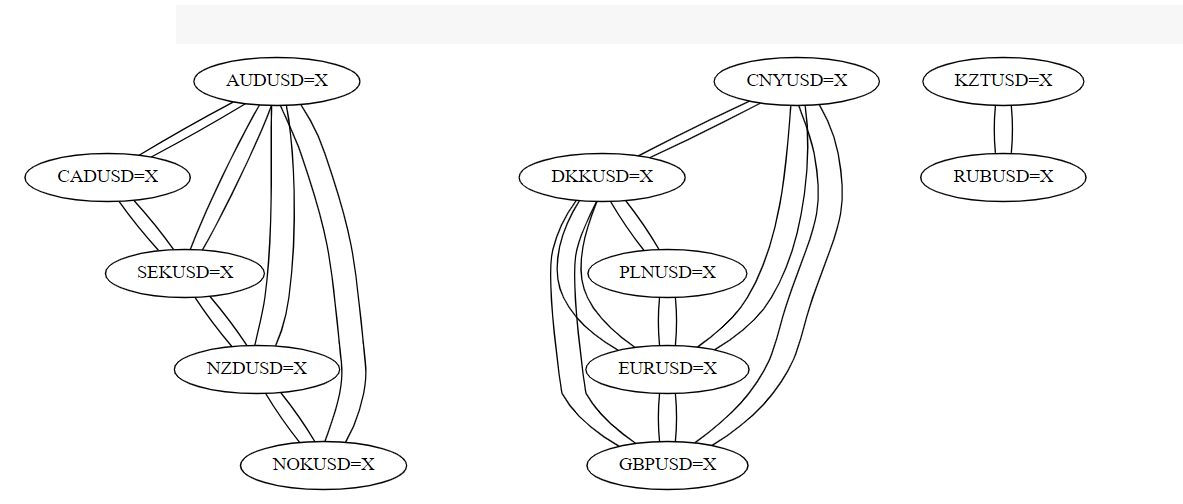 AUDUSD=X
CNYUSD=X
KZTUSD=X
CADUSD=X
DKKUSD=X
RUBUSD=X
SEKUSD=X
PLNUSD=X
NZDUSD=X
EURUSD=X
NOKUSD=X
GBPUSD=X